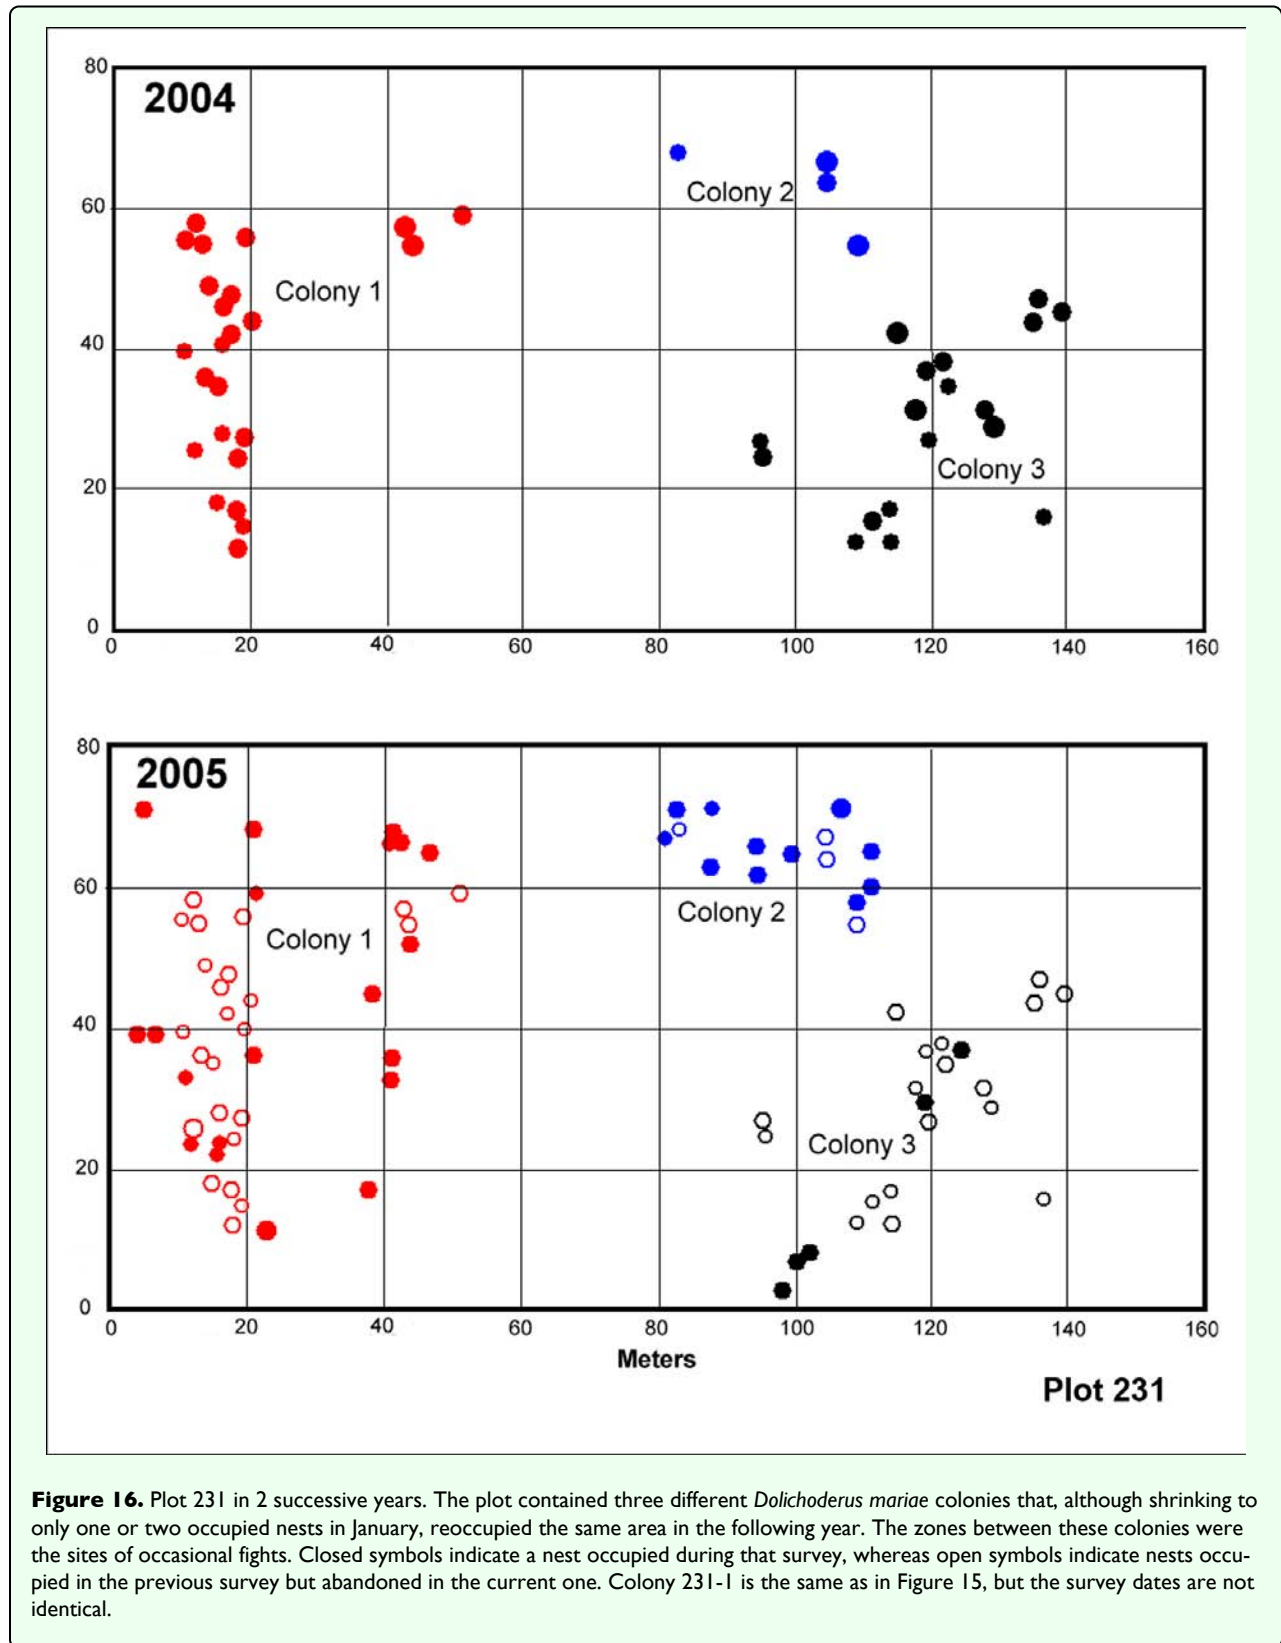 80
2004
Colony 2
60
Colony 1
40
Colony 3
20
0
0 20 40 60 80 100 120 140 160
80
2005
60
Colony 2
Colony 1
40
Colony 3
20
0
0 20 40 60 80 100 120 140 160
Meters
Plot 231
Figure 16. Plot 231 in 2 successive years. The plot contained three different Dolichoderus mariae colonies that, although shrinking to
only one or two occupied nests in January, reoccupied the same area in the following year. The zones between these colonies were
the sites of occasional fights. Closed symbols indicate a nest occupied during that survey, whereas open symbols indicate nests occu-
pied in the previous survey but abandoned in the current one. Colony 231-1 is the same as in Figure 15, but the survey dates are not
identical.